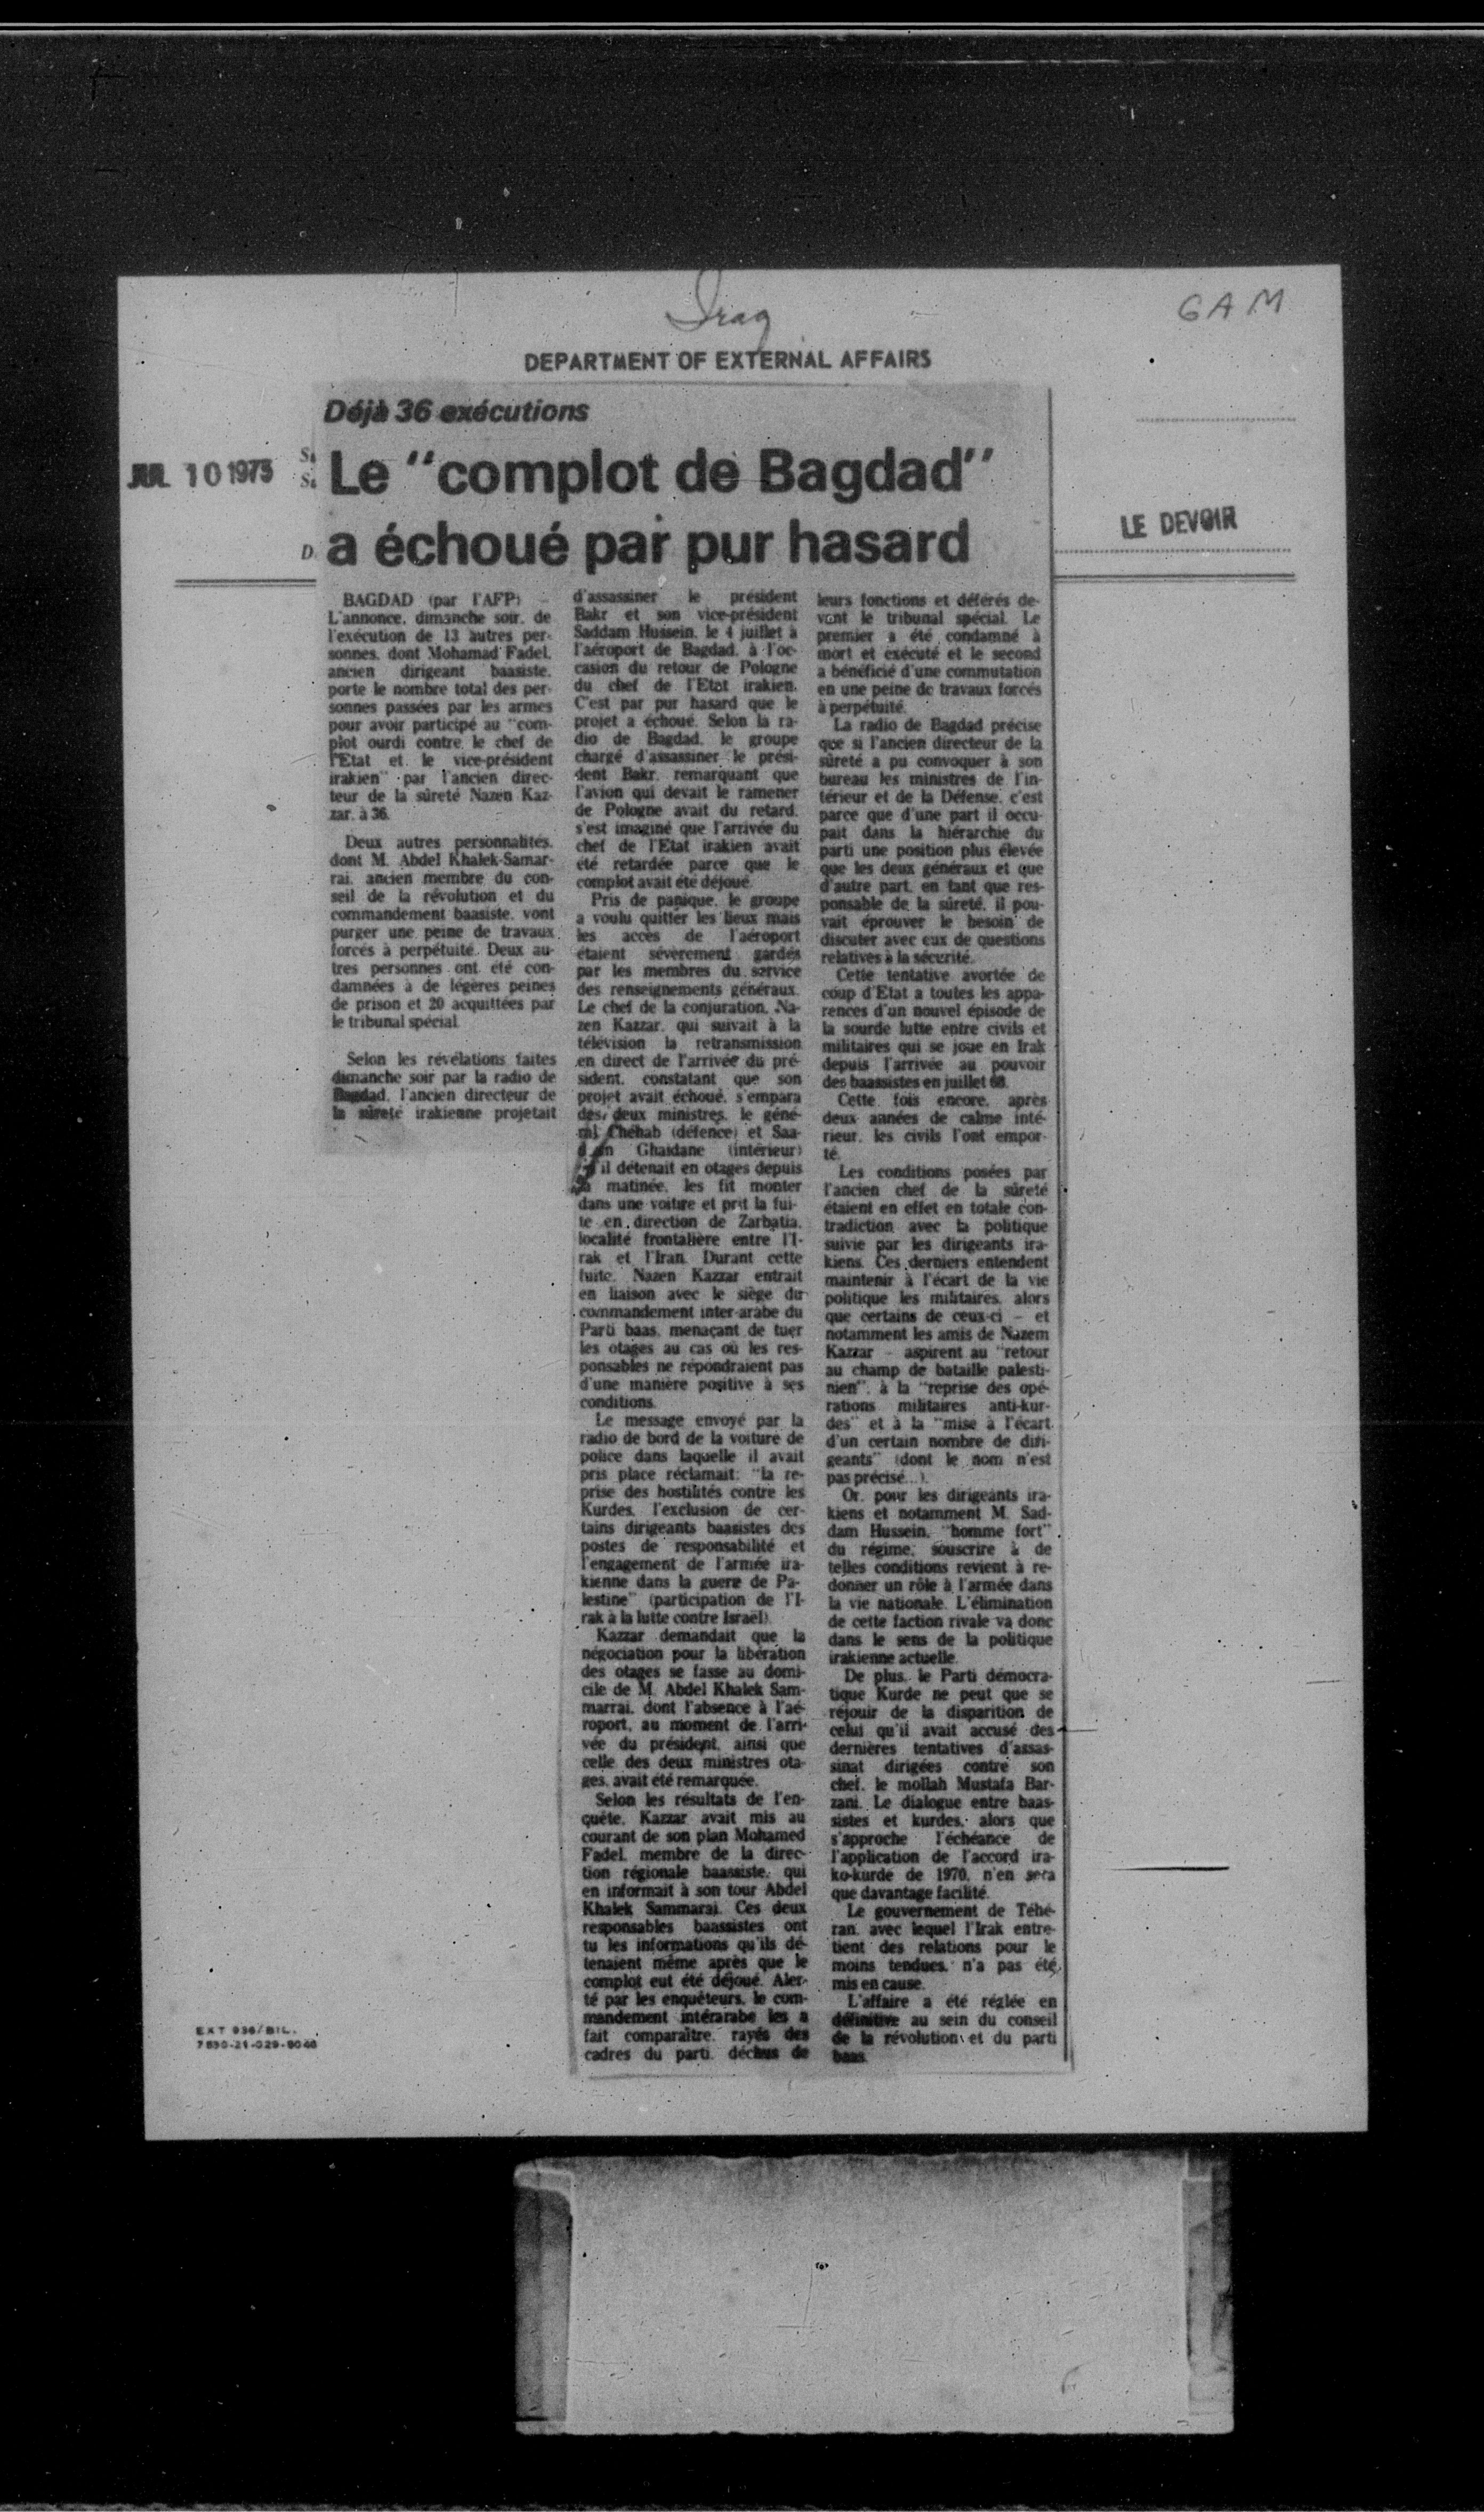 Iraq
GAM
DEPARTMENT OF EXTERNAL AFFAIRS
Déjà 36 exécutions
JUL 10 1973
Le "complot de Bagdad"
a échoué par pur hasard
LE DEVOIR
BAGDAD (par l'AFP) –
L'annonce, dimanche soir, de
l'exécution de 13 autres per-
sonnes, dont Mohamad Fadel,
ancien dirigeant baasiste,
porte le nombre total des per-
sonnes passées par les armes
pour avoir participé au "com-
plot ourdi contre le chef de
l'Etat et le vice-président
irakien" par l'ancien direc-
teur de la sûreté Nazen Kaz-
zar, à 36.
Deux autres personnalités,
dont M. Abdel Khalek-Samar-
rai, ancien membre du con-
seil de la révolution et du
commandement baasiste, vont
purger une peine de travaux
forcés à perpétuité. Deux au-
tres personnes ont été con-
damnées à de légères peines
de prison et 20 acquittées par
le tribunal spécial.
Selon les révélations faites
dimanche soir par la radio de
Bagdad, l'ancien directeur de
la sûreté irakienne projetait
d'assassiner le président
Bakr et son vice-président
Saddam Hussein, le 4 juillet à
l'aéroport de Bagdad, à l'oc-
casion du retour de Pologne
du chef de l'Etat irakien.
C'est par pur hasard que le
projet a échoué. Selon la ra-
dio de Bagdad, le groupe
chargé d'assassiner le prési-
dent Bakr, remarquant que
l'avion qui devait le ramener
de Pologne avait du retard,
s'est imaginé que l'arrivée du
chef de l'Etat irakien avait
été retardée parce que le
complot avait été déjoué.
Pris de panique, le groupe
a voulu quitter les lieux mais
les accès de l'aéroport
étaient sévèrement gardés
par les membres du service
des renseignements généraux.
Le chef de la conjuration, Na-
zen Kazzar, qui suivait à la
télévision la retransmission
en direct de l'arrivée du pré-
sident, constatant que son
projet avait échoué, s'empara
des deux ministres, le géné-
ral Chehab (défence) et Saa-
Ghaidane (intérieur)
il détenait en otages depuis
matinée, les fit monter
dans une voiture et prit la fui-
te en direction de Zarbatia,
localité frontalière entre l'I-
rak et l'Iran. Durant cette
fuite, Nazen Kazzar entrait
en liaison avec le siège du
commandement inter-arabe du
Parti baas, menaçant de tuer
les otages au cas où les res-
ponsables ne répondraient pas
d'une manière positive à ses
conditions.
Le message envoyé par la
radio de bord de la voiture de
police dans laquelle il avait
pris place réclamait: "la re-
prise des hostilités contre les
Kurdes, l'exclusion de cer-
tains dirigeants baasistes des
postes de responsabilité et
l'engagement de l'armée ira-
kienne dans la guere de Pa-
lestine" (participation de l'I-
rak à la lutte contre Israël).
Kazzar demandait que la
négociation pour la libération
des otages se fasse au domi-
cile de M. Abdel Khalek Sam-
marrai, dont l'absence à l'aé-
roport, au moment de l'arri-
vée du président, ainsi que
celle des deux ministres ota-
ges, avait été remarquée.
Selon les résultats de l'en-
quête, Kazzar avait mis au
courant de son plan Mohamed
Fadel, membre de la direc-
tion régionale baassiste, qui
en informait à son tour Abdel
Khalek Sammarai. Ces deux
responsables baassistes ont
tu les informations qu'ils dé-
tenaient même après que le
complot eut été déjoué. Aler-
té par les enquêteurs, le com-
mandement intérarabe les a
fait comparaître, rayés des
cadres du parti, déchus de
leurs fonctions et déférés de-
vant le tribunal spécial. Le
premier a été condamné à
mort et exécuté et le second
a bénéficié d'une commutation
en une peine de travaux forcés
à perpétuité.
La radio de Bagdad précise
que si l'ancien directeur de la
sûreté a pu convoquer à son
bureau les ministres de l'in-
térieur et de la Défense, c'est
parce que d'une part il occu-
pait dans la hiérarchie du
parti une position plus élevée
que les deux généraux et que
d'autre part, en tant que res-
ponsable de la sûreté, il pou-
vait éprouver le besoin de
discuter avec eux de questions
relatives à la sécurité.
Cette tentative avortée de
coup d'Etat a toutes les appa-
rences d'un nouvel épisode de
la sourde lutte entre civils et
militaires qui se joue en Irak
depuis l'arrivée au pouvoir
des baassistes en juillet 68.
Cette fois encore, après
deux années de calme inté-
rieur, les civils l'ont empor-
té.
Les conditions posées par
l'ancien chef de la sûreté
étaient en effet en totale con-
tradiction avec la politique
suivie par les dirigeants ira-
kiens. Ces derniers entendent
maintenir à l'écart de la vie
politique les militaires, alors
que certains de ceux-ci – et
notamment les amis de Nazem
Kazzar – aspirent au "retour
au champ de bataille palesti-
nien", à la "reprise des opé-
rations militaires anti-kur-
des" et à la "mise à l'écart
d'un certain nombre de diri-
geants" (dont le nom n'est
pas précisé...).
Or, pour les dirigeants ira-
kiens et notamment M. Sad-
dam Hussein, "homme fort"
du régime, souscrire à de
telles conditions revient à re-
donner un rôle à l'armée dans
la vie nationale. L'élimination
de cette faction rivale va donc
dans le sens de la politique
irakienne actuelle.
De plus, le Parti démocra-
tique Kurde ne peut que se
réjouir de la disparition de
celui qu'il avait accusé des
dernières tentatives d'assas-
sinat dirigées contre son
chef, le mollah Mustafa Bar-
zani. Le dialogue entre baas-
sistes et kurdes, alors que
s'approche l'échéance de
l'application de l'accord ira-
ko-kurde de 1970, n'en sera
que davantage facilité.
Le gouvernement de Téhé-
ran, avec lequel l'Irak entre-
tient des relations pour le
moins tendues, n'a pas été
mis en cause.
L'affaire a été réglée en
définitive au sein du conseil
de la révolution et du parti
baas.
EXT 936/BIL.
7530-21-029-9046